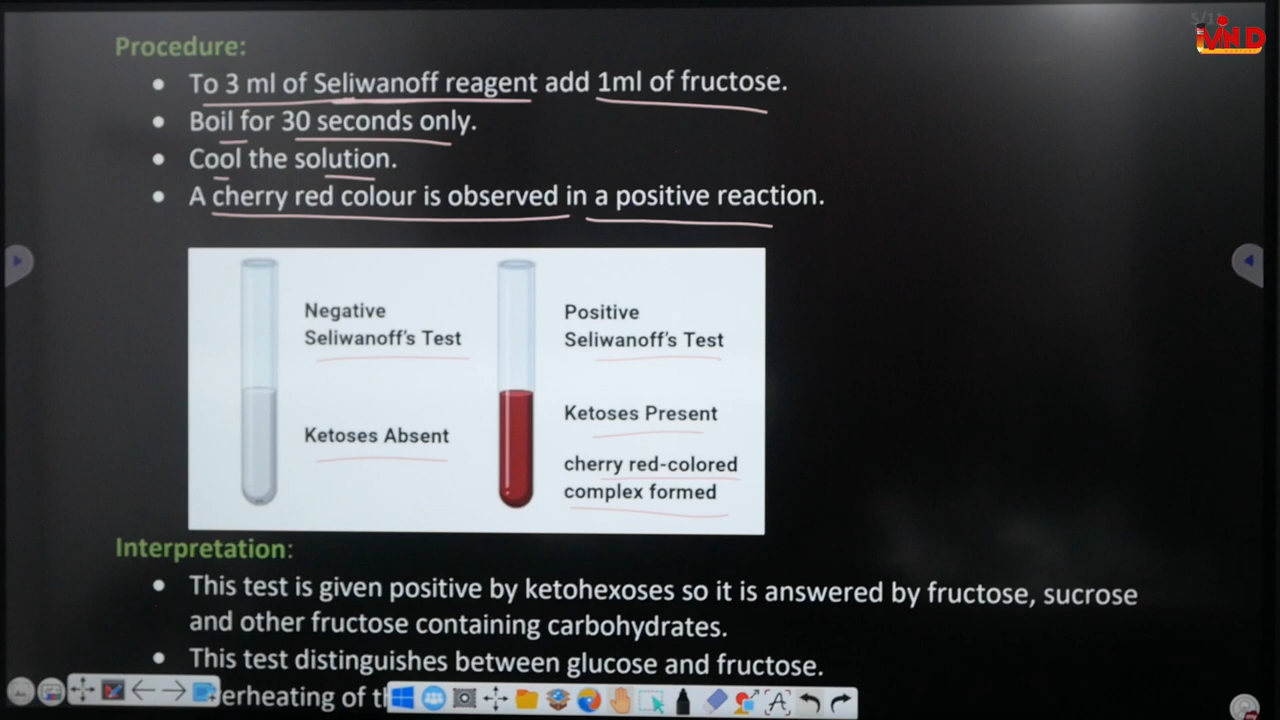 5/1
MIND
Procedure:
• To 3 ml of Seliwanoff reagent add 1ml of fructose.
• Boil for 30 seconds only.
• Cool the solution.
• A cherry red colour is observed in a positive reaction.
Negative
Seliwanoff's Test
Ketoses Absent
Positive
Seliwanoff's Test
Ketoses Present
cherry red-colored
complex formed
Interpretation:
• This test is given positive by ketohexoses so it is answered by fructose, sucrose
and other fructose containing carbohydrates.
• This test distinguishes between glucose and fructose.
erheating of t